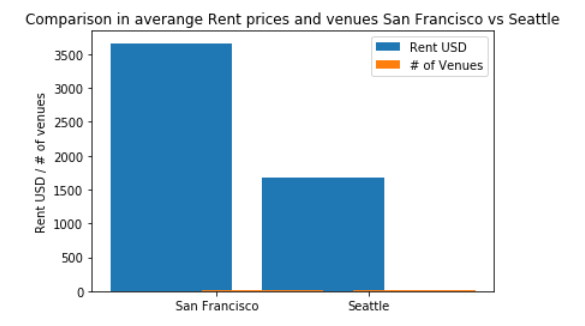 Comparison in averange Rent prices and venues San Francisco vs Seattle
Rent USD
# of Venues
Rent USD / # of venues
3500
3000
2500
2000
1500
1000
500
0
San Francisco
Seattle